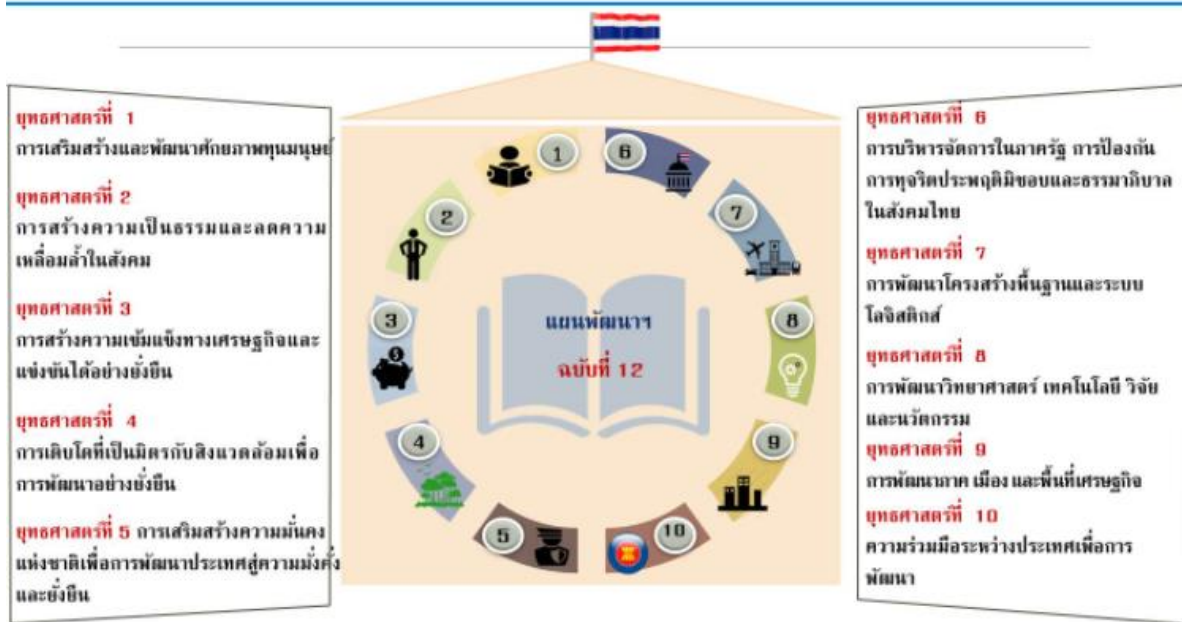 ยุทธศาสตร์ที่ 1
การเสริมสร้างและพัฒนาศักยภาพทุนมนุษย์
ยุทธศาสตร์ที่ 2
การสร้างความเป็นธรรมและลดความ
เหลื่อมล้ำในสังคม
ยุทธศาสตร์ที่ 3
การสร้างความเข้มแข็งทางเศรษฐกิจและ
แข่งขันได้อย่างยั่งยืน
ยุทธศาสตร์ที่ 4
การเติบโตที่เป็นมิตรกับสิ่งแวดล้อมเพื่อ
การพัฒนาอย่างยั่งยืน
ยุทธศาสตร์ที่ 5 การเสริมสร้างความมั่นคง
แห่งชาติเพื่อการพัฒนาประเทศสู่ความมั่งคั่ง
และยั่งยืน
1
2
3
4
5
6
7
8
9
10
แผนพัฒนาฯ
ฉบับที่ 12
ยุทธศาสตร์ที่ 6
การบริหารจัดการในภาครัฐ การป้องกัน
การทุจริตประพฤติมิชอบและธรรมาภิบาล
ในสังคมไทย
ยุทธศาสตร์ที่ 7
การพัฒนาโครงสร้างพื้นฐานและระบบ
โลจิสติกส์
ยุทธศาสตร์ที่ 8
การพัฒนาวิทยาศาสตร์ เทคโนโลยี วิจัย
และนวัตกรรม
ยุทธศาสตร์ที่ 9
การพัฒนาภาค เมือง และพื้นที่เศรษฐกิจ
ยุทธศาสตร์ที่ 10
ความร่วมมือระหว่างประเทศเพื่อการ
พัฒนา